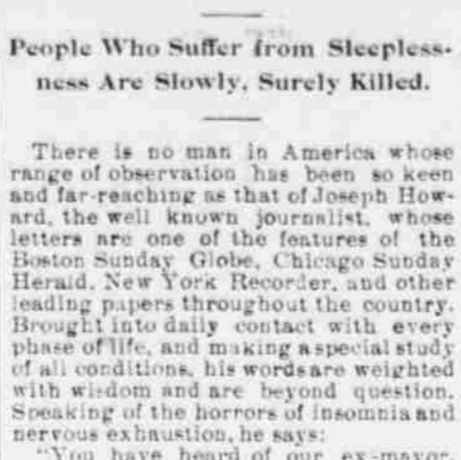 People Who Suffer from Sleepless-
ness Are Slowly, Surely Killed.
There is no man in America whose
range of observation has been so keen
and far-reaching as that of Joseph How-
ard, the well known journalist, whose
letters are one of the features of the
Boston Sunday Globe, Chicago Sunday
Herald, New York Recorder, and other
leading papers throughout the country.
Brought into daily contact with every
phase of life, and making a special study
of all conditions, his words are weighted
with wisdom and are beyond question.
Speaking of the horrors of insomnia and
nervous exhaustion, he says:
"You have heard of our ex-mayor,